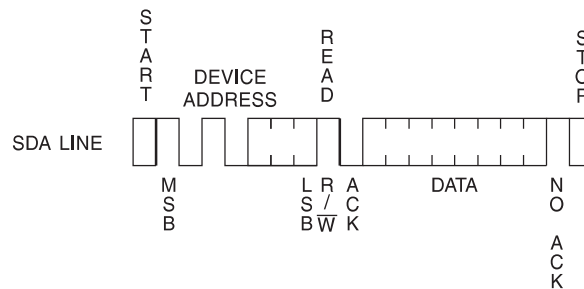 START
READ
STOP
DEVICE
ADDRESS
SDA LINE
MSB
LSB
R/W
ACK
DATA
NO ACK